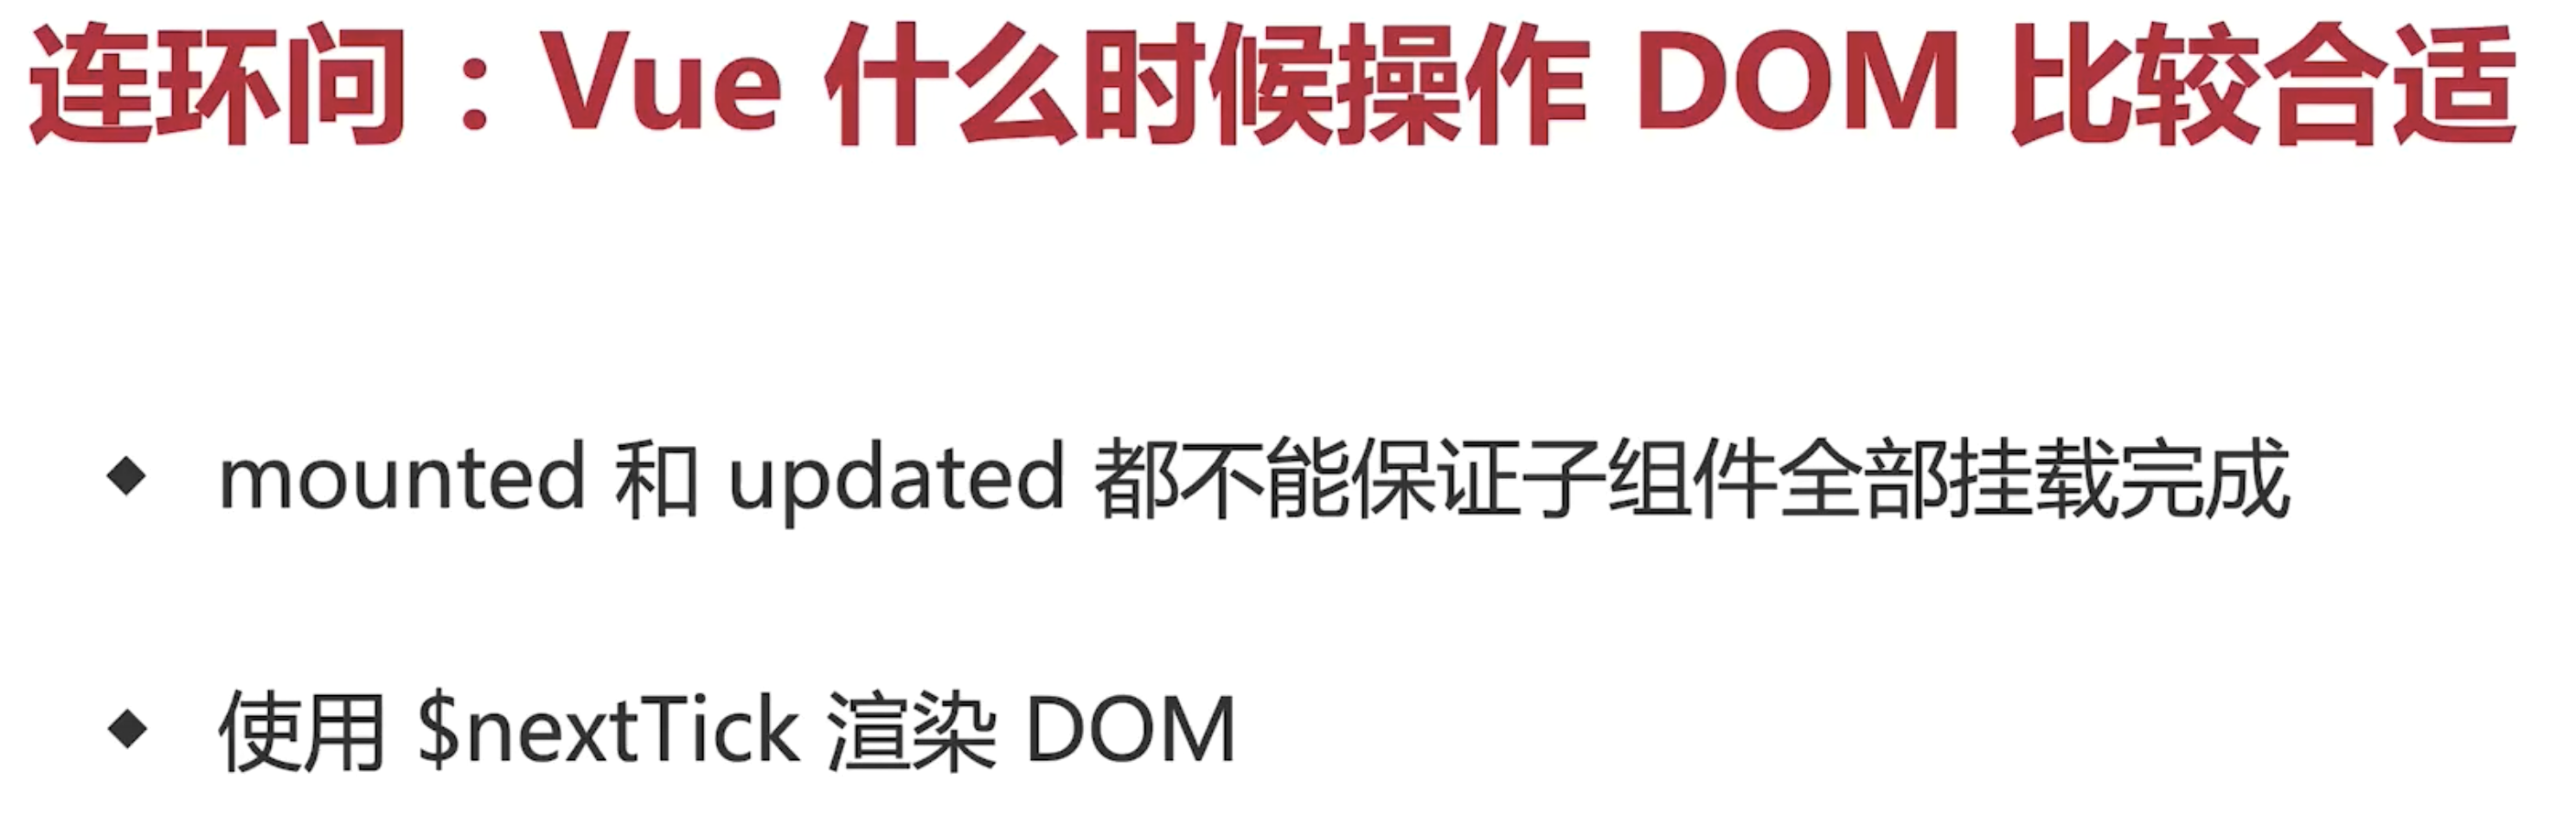 连环问：Vue 什么时候操作 DOM 比较合适
◆ mounted 和 updated 都不能保证子组件全部挂载完成
◆ 使用 $nextTick 渲染 DOM